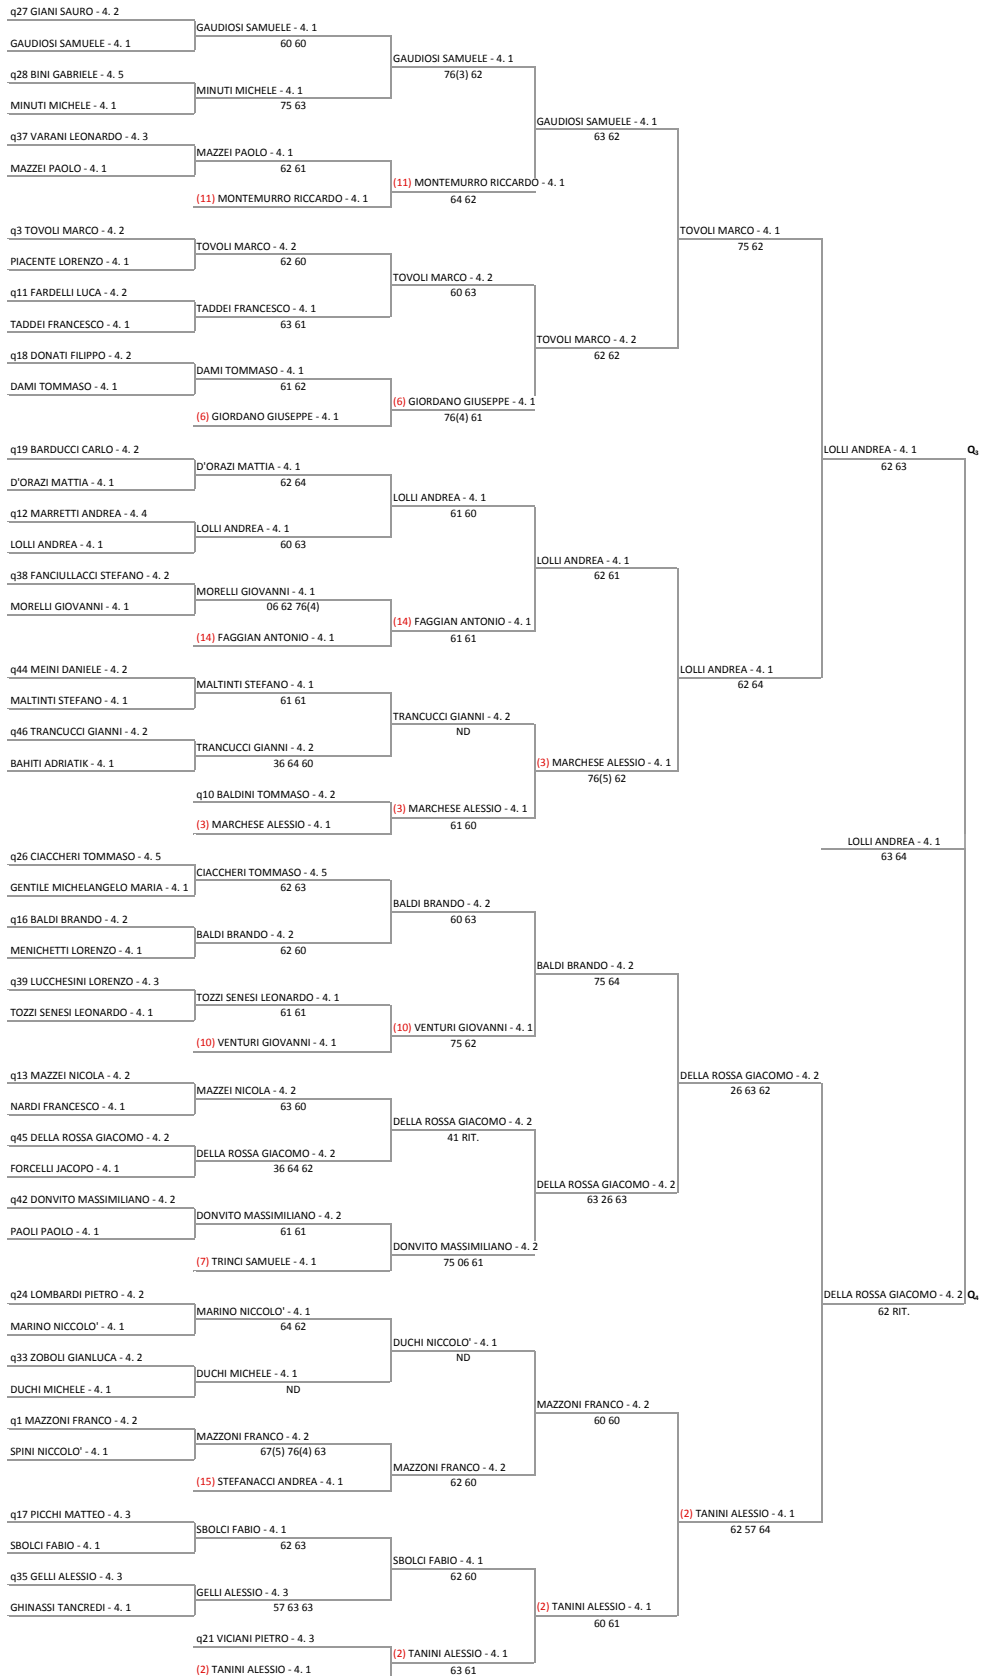 q27 GIANI SAURO - 4. 2
GAUDIOSI SAMUELE - 4. 1
GAUDIOSI SAMUELE - 4. 1
60 60
GAUDIOSI SAMUELE - 4. 1
76(3) 62
q28 BINI GABRIELE - 4. 5
MINUTI MICHELE - 4. 1
MINUTI MICHELE - 4. 1
75 63
GAUDIOSI SAMUELE - 4. 1
63 62
q37 VARANI LEONARDO - 4. 3
MAZZEI PAOLO - 4. 1
MAZZEI PAOLO - 4. 1
62 61
(11) MONTEMURRO RICCARDO - 4. 1
64 62
(11) MONTEMURRO RICCARDO - 4. 1
q3 TOVOLI MARCO - 4. 2
TOVOLI MARCO - 4. 1
75 62
TOVOLI MARCO - 4. 2
62 60
PIACENTE LORENZO - 4. 1
TOVOLI MARCO - 4. 2
60 63
q11 FARDELLI LUCA - 4. 2
TADDEI FRANCESCO - 4. 1
63 61
TADDEI FRANCESCO - 4. 1
TOVOLI MARCO - 4. 2
62 62
q18 DONATI FILIPPO - 4. 2
DAMI TOMMASO - 4. 1
61 62
DAMI TOMMASO - 4. 1
(6) GIORDANO GIUSEPPE - 4. 1
76(4) 61
(6) GIORDANO GIUSEPPE - 4. 1
q19 BARDUCCI CARLO - 4. 2
LOLLI ANDREA - 4. 1
Q₃
62 63
D'ORAZI MATTIA - 4. 1
62 64
D'ORAZI MATTIA - 4. 1
LOLLI ANDREA - 4. 1
61 60
q12 MARRETTI ANDREA - 4. 4
LOLLI ANDREA - 4. 1
60 63
LOLLI ANDREA - 4. 1
LOLLI ANDREA - 4. 1
62 61
q38 FANCIULLACCI STEFANO - 4. 2
MORELLI GIOVANNI - 4. 1
06 62 76(4)
MORELLI GIOVANNI - 4. 1
(14) FAGGIAN ANTONIO - 4. 1
61 61
(14) FAGGIAN ANTONIO - 4. 1
q44 MEINI DANIELE - 4. 2
LOLLI ANDREA - 4. 1
62 64
MALTINTI STEFANO - 4. 1
61 61
MALTINTI STEFANO - 4. 1
TRANCUCCI GIANNI - 4. 2
ND
q46 TRANCUCCI GIANNI - 4. 2
TRANCUCCI GIANNI - 4. 2
36 64 60
BAHITI ADRIATIK - 4. 1
(3) MARCHESE ALESSIO - 4. 1
76(5) 62
q10 BALDINI TOMMASO - 4. 2
(3) MARCHESE ALESSIO - 4. 1
61 60
(3) MARCHESE ALESSIO - 4. 1
LOLLI ANDREA - 4. 1
63 64
q26 CIACCHERI TOMMASO - 4. 5
CIACCHERI TOMMASO - 4. 5
62 63
GENTILE MICHELANGELO MARIA - 4. 1
BALDI BRANDO - 4. 2
60 63
q16 BALDI BRANDO - 4. 2
BALDI BRANDO - 4. 2
62 60
MENICHETTI LORENZO - 4. 1
BALDI BRANDO - 4. 2
75 64
q39 LUCCHESINI LORENZO - 4. 3
TOZZI SENESI LEONARDO - 4. 1
61 61
TOZZI SENESI LEONARDO - 4. 1
(10) VENTURI GIOVANNI - 4. 1
75 62
(10) VENTURI GIOVANNI - 4. 1
q13 MAZZEI NICOLA - 4. 2
DELLA ROSSA GIACOMO - 4. 2
26 63 62
MAZZEI NICOLA - 4. 2
63 60
NARDI FRANCESCO - 4. 1
DELLA ROSSA GIACOMO - 4. 2
41 RIT.
q45 DELLA ROSSA GIACOMO - 4. 2
DELLA ROSSA GIACOMO - 4. 2
36 64 62
FORCELLI JACOPO - 4. 1
DELLA ROSSA GIACOMO - 4. 2
63 26 63
q42 DONVITO MASSIMILIANO - 4. 2
DONVITO MASSIMILIANO - 4. 2
61 61
PAOLI PAOLO - 4. 1
DONVITO MASSIMILIANO - 4. 2
75 06 61
(7) TRINCI SAMUELE - 4. 1
q24 LOMBARDI PIETRO - 4. 2
DELLA ROSSA GIACOMO - 4. 2
Q₄
62 RIT.
MARINO NICCOLO' - 4. 1
64 62
MARINO NICCOLO' - 4. 1
DUCHI NICCOLO' - 4. 1
ND
q33 ZOBOLI GIANLUCA - 4. 2
DUCHI MICHELE - 4. 1
ND
DUCHI MICHELE - 4. 1
MAZZONI FRANCO - 4. 2
60 60
q1 MAZZONI FRANCO - 4. 2
MAZZONI FRANCO - 4. 2
67(5) 76(4) 63
SPINI NICCOLO' - 4. 1
MAZZONI FRANCO - 4. 2
62 60
(15) STEFANACCI ANDREA - 4. 1
q17 PICCHI MATTEO - 4. 3
(2) TANINI ALESSIO - 4. 1
62 57 64
SBOLCI FABIO - 4. 1
62 63
SBOLCI FABIO - 4. 1
SBOLCI FABIO - 4. 1
62 60
q35 GELLI ALESSIO - 4. 3
GELLI ALESSIO - 4. 3
57 63 63
GHINASSI TANCREDI - 4. 1
(2) TANINI ALESSIO - 4. 1
60 61
q21 VICIANI PIETRO - 4. 3
(2) TANINI ALESSIO - 4. 1
63 61
(2) TANINI ALESSIO - 4. 1